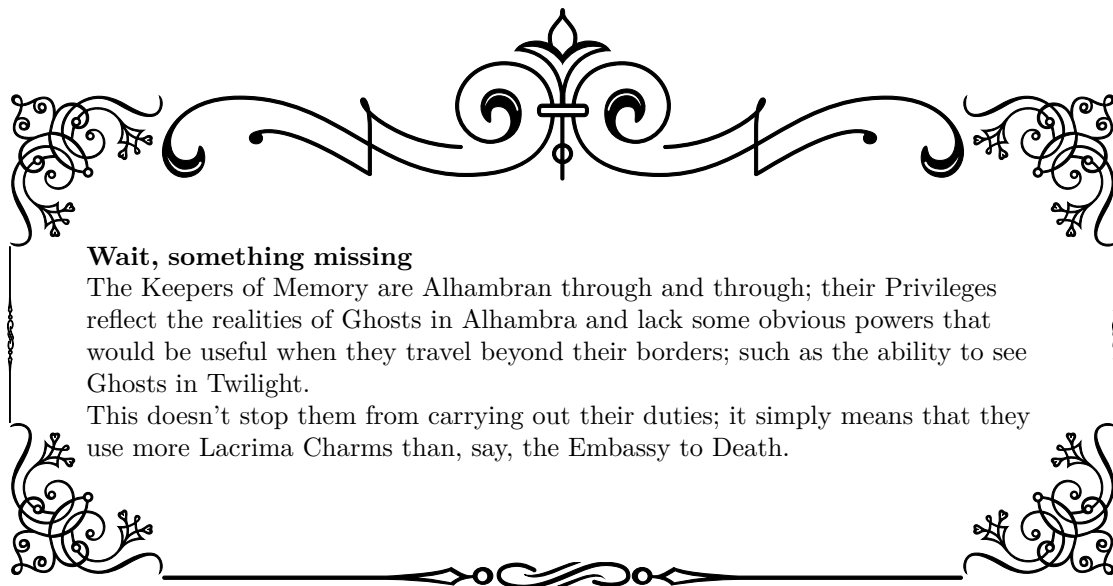 Wait, something missing
The Keepers of Memory are Alhambran through and through; their Privileges
reflect the realities of Ghosts in Alhambra and lack some obvious powers that
would be useful when they travel beyond their borders; such as the ability to see
Ghosts in Twilight.
This doesn't stop them from carrying out their duties; it simply means that they
use more Lacrima Charms than, say, the Embassy to Death.